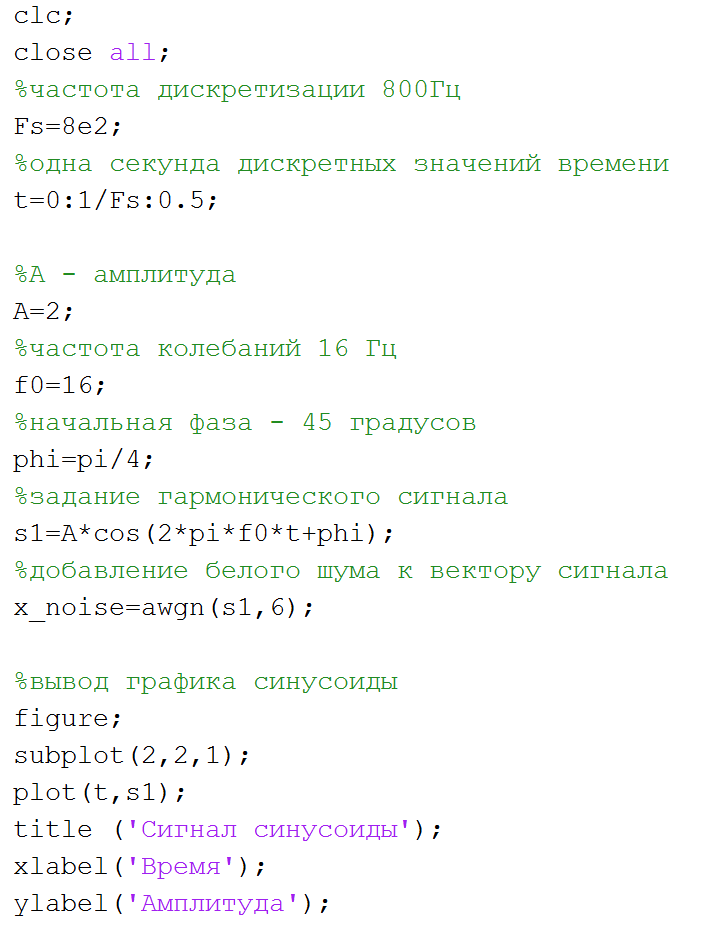 clc;
close all;
%частота дискретизации 800Гц
Fs=8e2;
%одна секунда дискретных значений времени
t=0:1/Fs:0.5;
%А - амплитуда
A=2;
%частота колебаний 16 Гц
f0=16;
%начальная фаза - 45 градусов
phi=pi/4;
%задание гармонического сигнала
s1=A*cos(2*pi*f0*t+phi);
%добавление белого шума к вектору сигнала
x_noise=awgn(s1,6);
%вывод графика синусоиды
figure;
subplot(2,2,1);
plot(t,s1);
title ('Сигнал синусоиды');
xlabel('Время');
ylabel('Амплитуда');